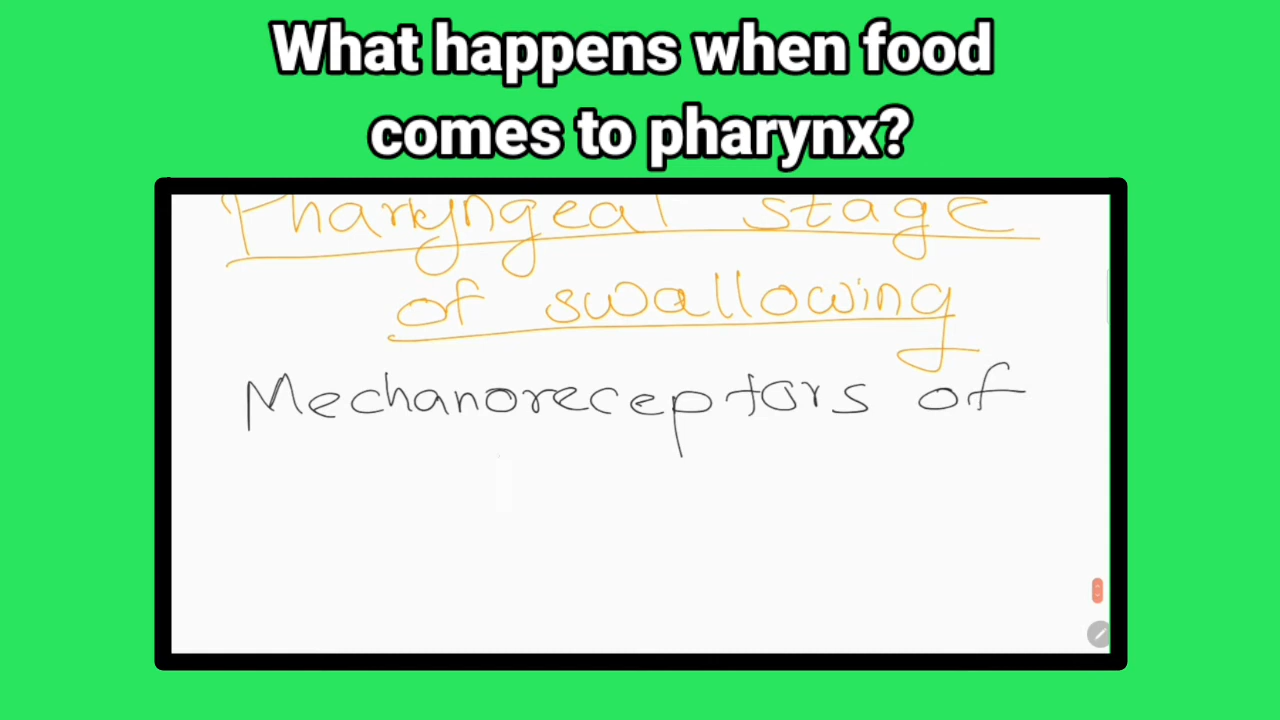 What happens when food
comes to pharynx?
Pharyngeal stage
of swallowing
Mechanoreceptors of